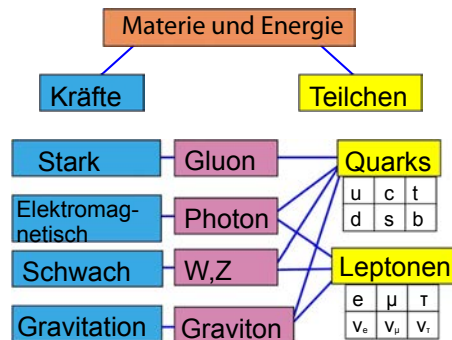 Materie und Energie
Kräfte
Teilchen
Stark
Gluon
Quarks
u c t
d s b
Elektromag-
netisch
Photon
Schwach
W,Z
Leptonen
e μ τ
νₑ ν_μ ν_τ
Gravitation
Graviton